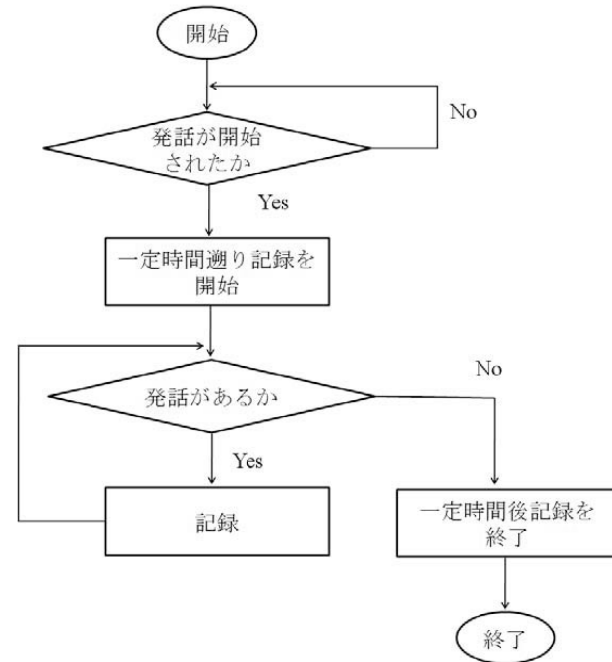 開始
No
発話が開始
されたか
Yes
一定時間遡り記録を
開始
発話があるか
No
Yes
記録
一定時間後記録を
終了
終了